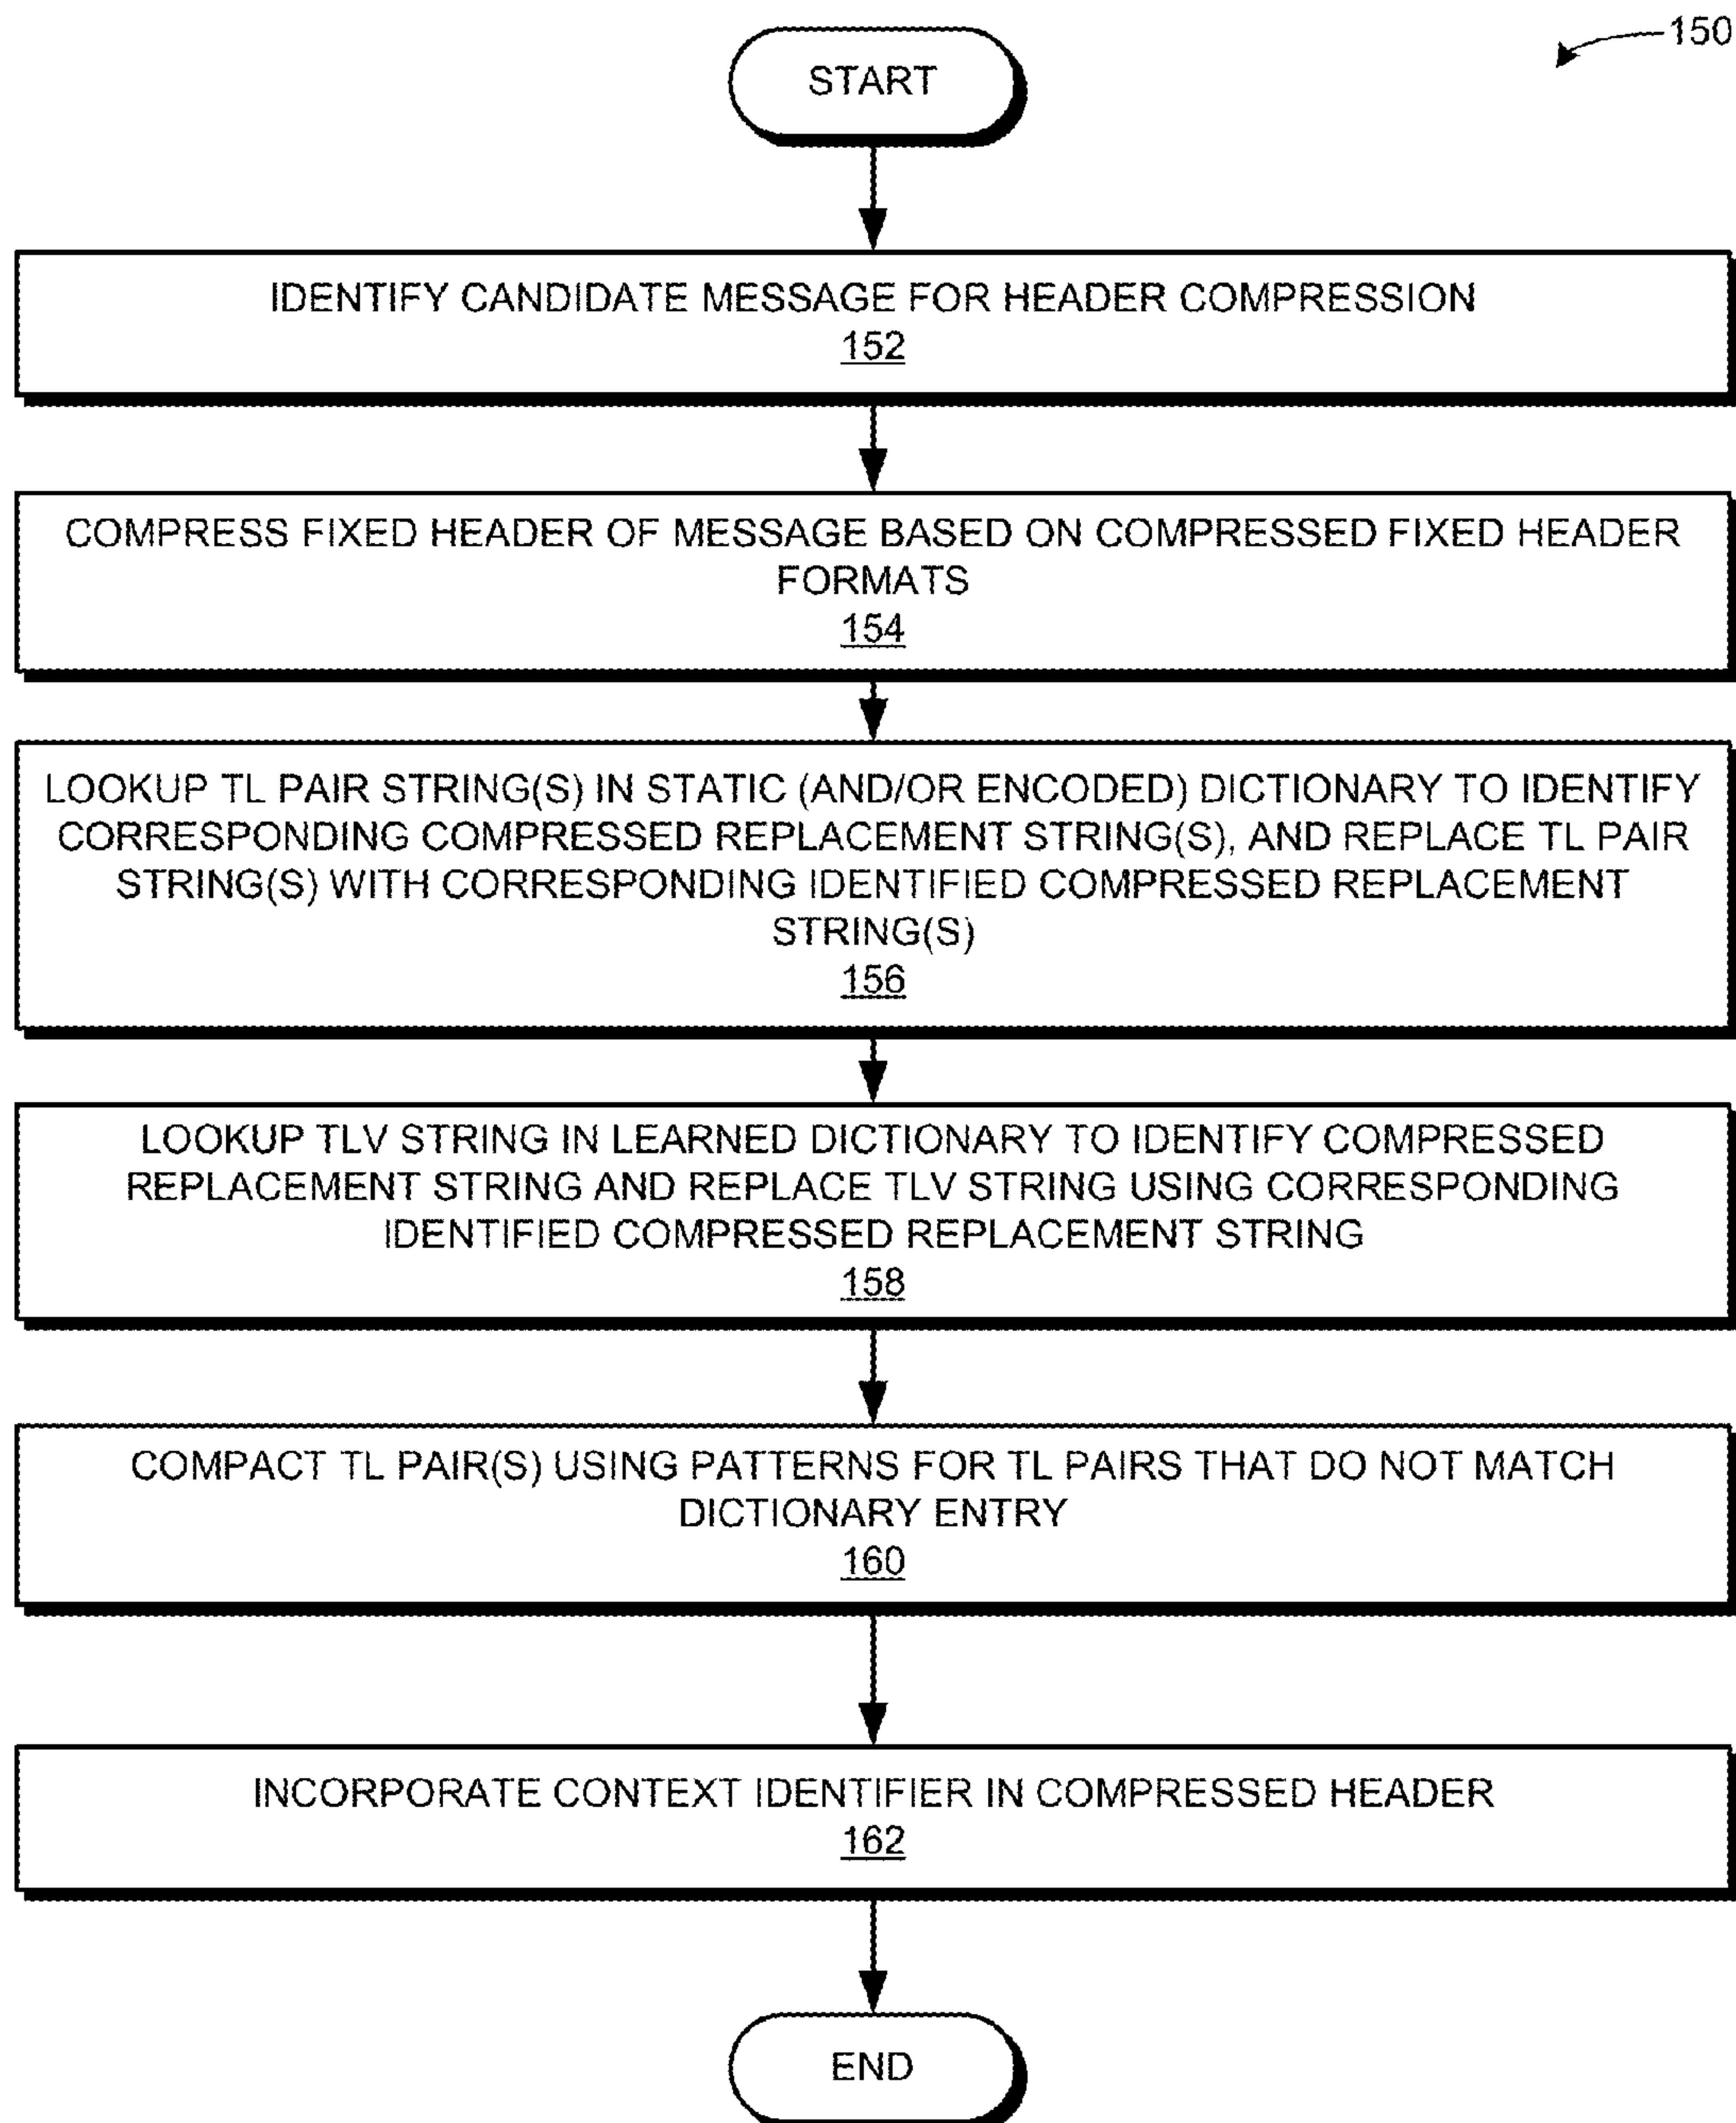 150
START
IDENTIFY CANDIDATE MESSAGE FOR HEADER COMPRESSION
152
COMPRESS FIXED HEADER OF MESSAGE BASED ON COMPRESSED FIXED HEADER
FORMATS
154
LOOKUP TL PAIR STRING(S) IN STATIC (AND/OR ENCODED) DICTIONARY TO IDENTIFY
CORRESPONDING COMPRESSED REPLACEMENT STRING(S), AND REPLACE TL PAIR
STRING(S) WITH CORRESPONDING IDENTIFIED COMPRESSED REPLACEMENT
STRING(S)
156
LOOKUP TLV STRING IN LEARNED DICTIONARY TO IDENTIFY COMPRESSED
REPLACEMENT STRING AND REPLACE TLV STRING USING CORRESPONDING
IDENTIFIED COMPRESSED REPLACEMENT STRING
158
COMPACT TL PAIR(S) USING PATTERNS FOR TL PAIRS THAT DO NOT MATCH
DICTIONARY ENTRY
160
INCORPORATE CONTEXT IDENTIFIER IN COMPRESSED HEADER
162
END